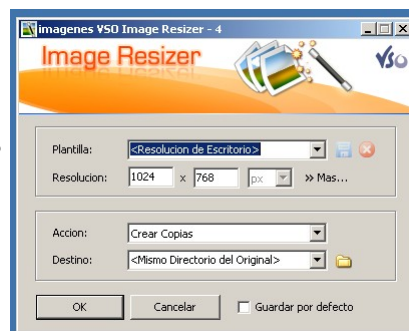 imagenes VSO Image Resizer - 4
Image Resizer
VSO
Plantilla: <Resolucion de Escritorio>
Resolucion: 1024 x 768 px » Mas...
Accion: Crear Copias
Destino: <Mismo Directorio del Original>
OK Cancelar Guardar por defecto